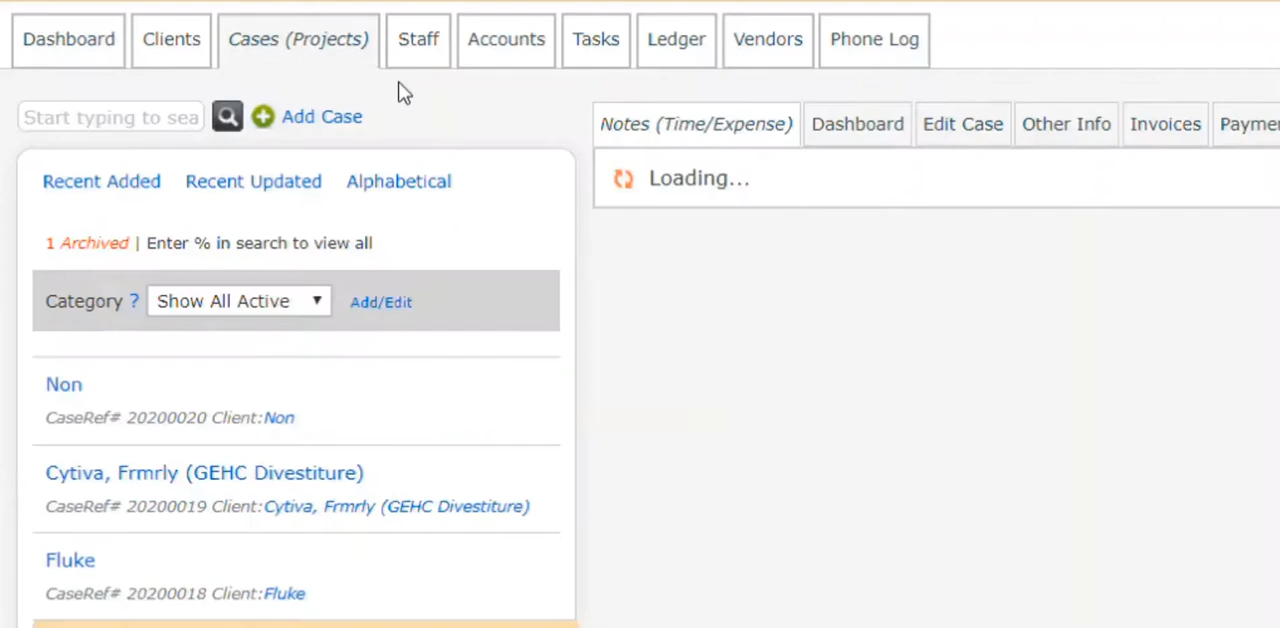 Dashboard Clients Cases (Projects) Staff Accounts Tasks Ledger Vendors Phone Log
Start typing to sea Add Case
Recent Added Recent Updated Alphabetical
1 Archived | Enter % in search to view all
Category ? Show All Active Add/Edit
Non
CaseRef# 20200020 Client:Non
Cytiva, Frmrly (GEHC Divestiture)
CaseRef# 20200019 Client:Cytiva, Frmrly (GEHC Divestiture)
Fluke
CaseRef# 20200018 Client:Fluke
Notes (Time/Expense) Dashboard Edit Case Other Info Invoices Paymen
Loading...